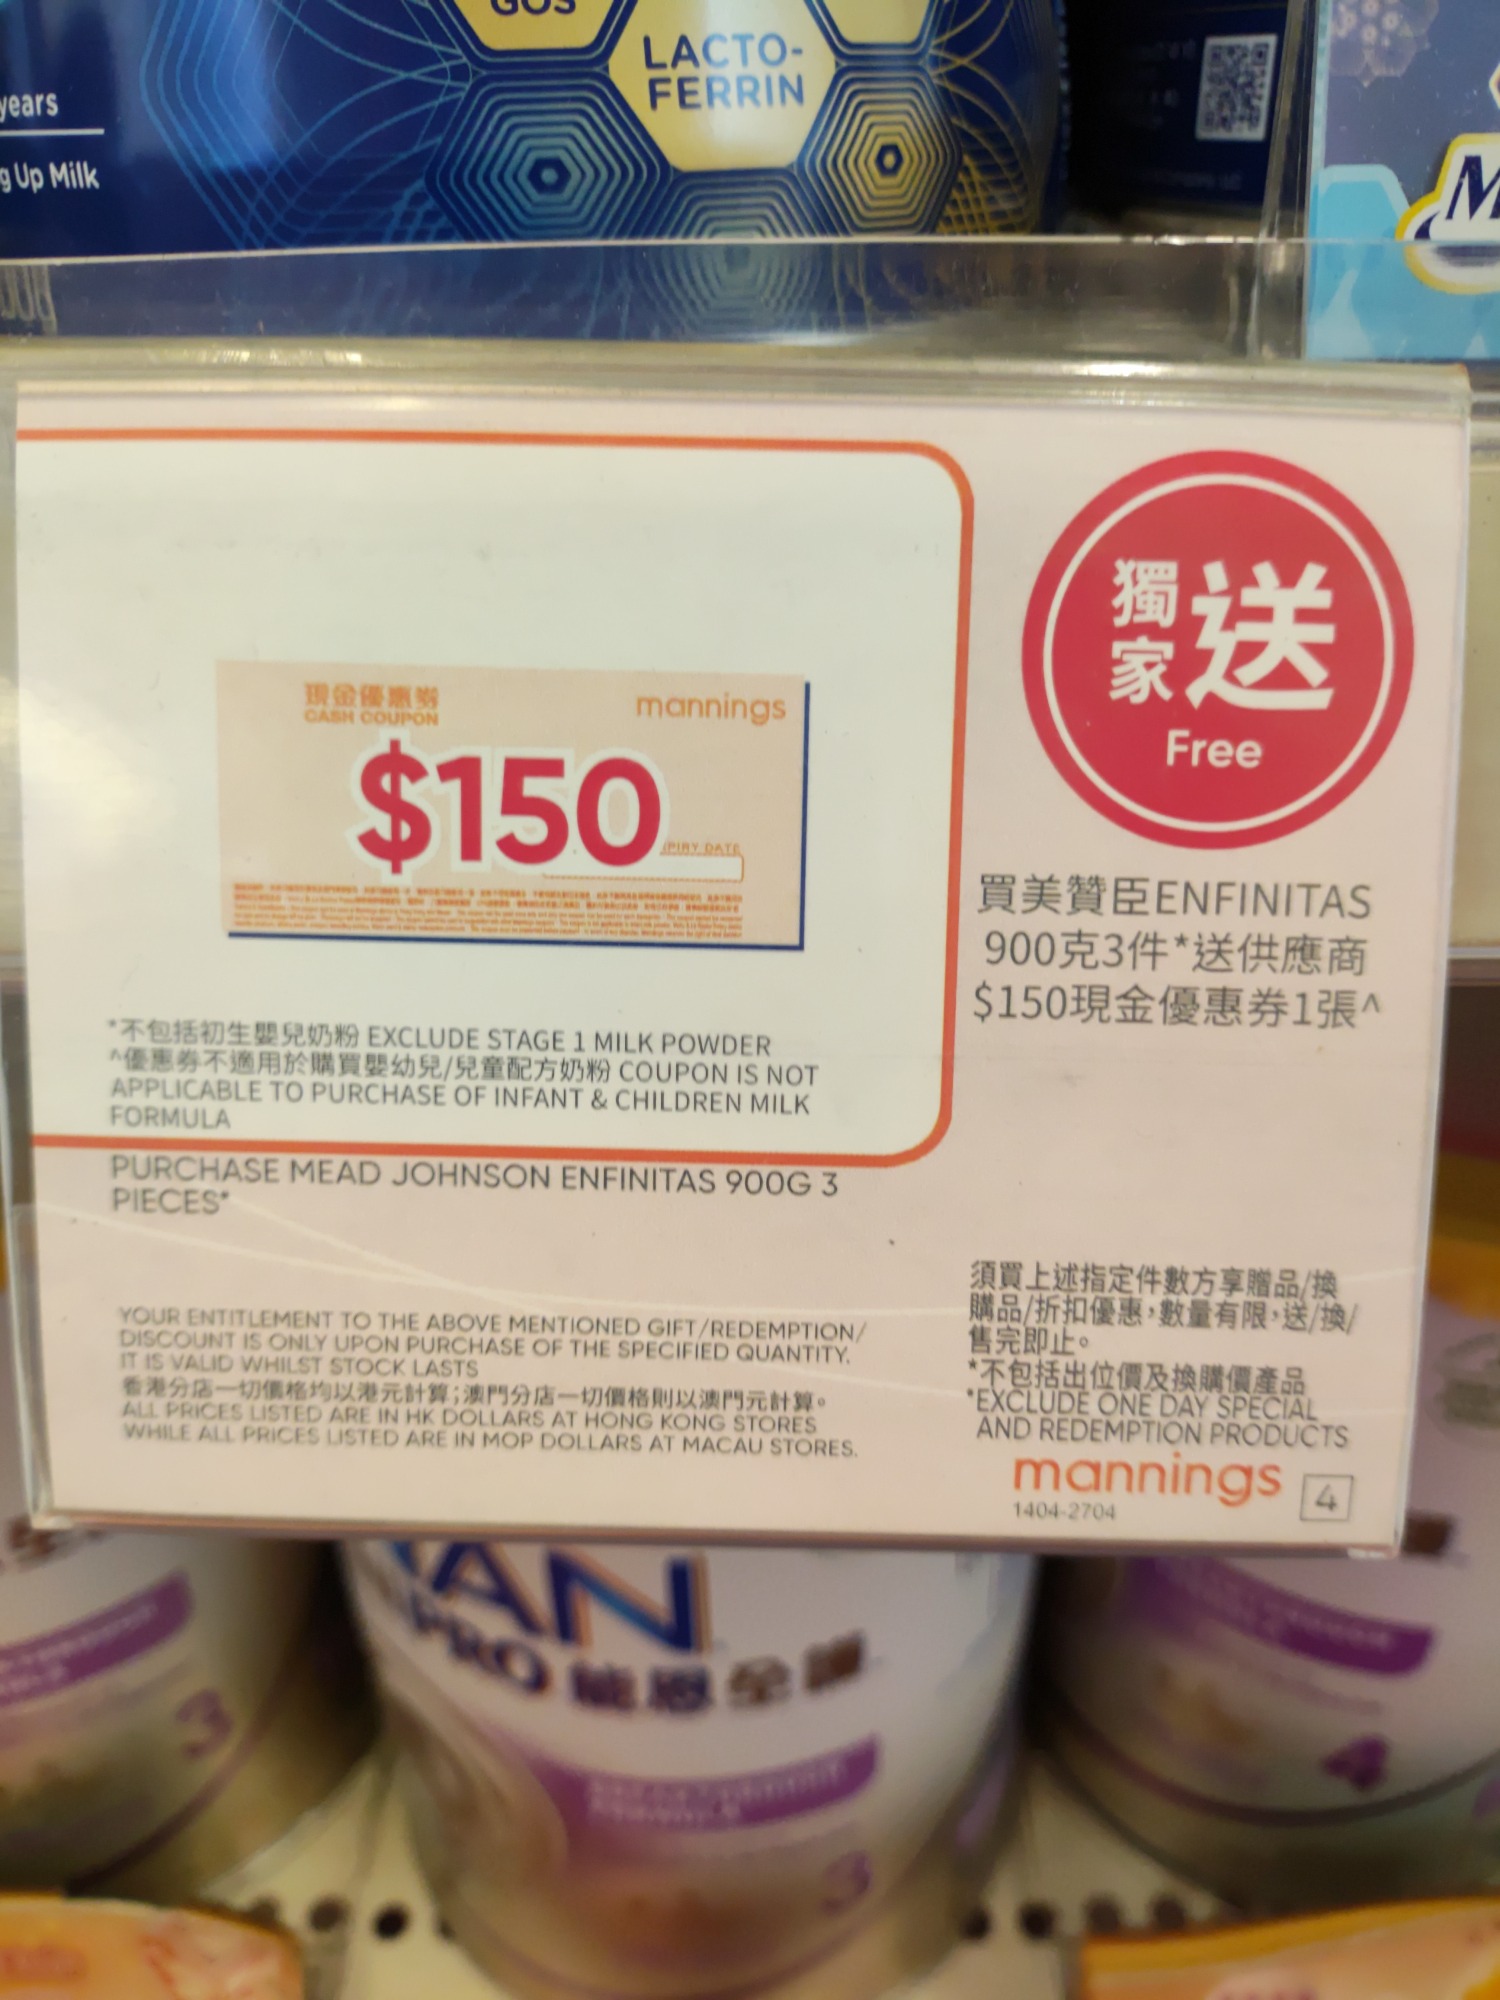 GOS
LACTO-
FERRIN
years
g Up Milk
M
現金優惠券
CASH COUPON
mannings
$150
PIRY DATE
獨家送
Free
買美贊臣ENFINITAS
900克3件*送供應商
$150現金優惠券1張^
*不包括初生嬰兒奶粉 EXCLUDE STAGE 1 MILK POWDER
^優惠券不適用於購買嬰幼兒/兒童配方奶粉 COUPON IS NOT
APPLICABLE TO PURCHASE OF INFANT & CHILDREN MILK
FORMULA
PURCHASE MEAD JOHNSON ENFINITAS 900G 3
PIECES*
YOUR ENTITLEMENT TO THE ABOVE MENTIONED GIFT/REDEMPTION/
DISCOUNT IS ONLY UPON PURCHASE OF THE SPECIFIED QUANTITY.
IT IS VALID WHILST STOCK LASTS
香港分店一切價格均以港元計算;澳門分店一切價格則以澳門元計算。
ALL PRICES LISTED ARE IN HK DOLLARS AT HONG KONG STORES
WHILE ALL PRICES LISTED ARE IN MOP DOLLARS AT MACAU STORES.
須買上述指定件數方享贈品/換
購品/折扣優惠,數量有限,送/換/
售完即止。
*不包括出位價及換購價產品
*EXCLUDE ONE DAY SPECIAL
AND REDEMPTION PRODUCTS
mannings
1404-2704
4
AN
PRO 能恩全護
3
3
4